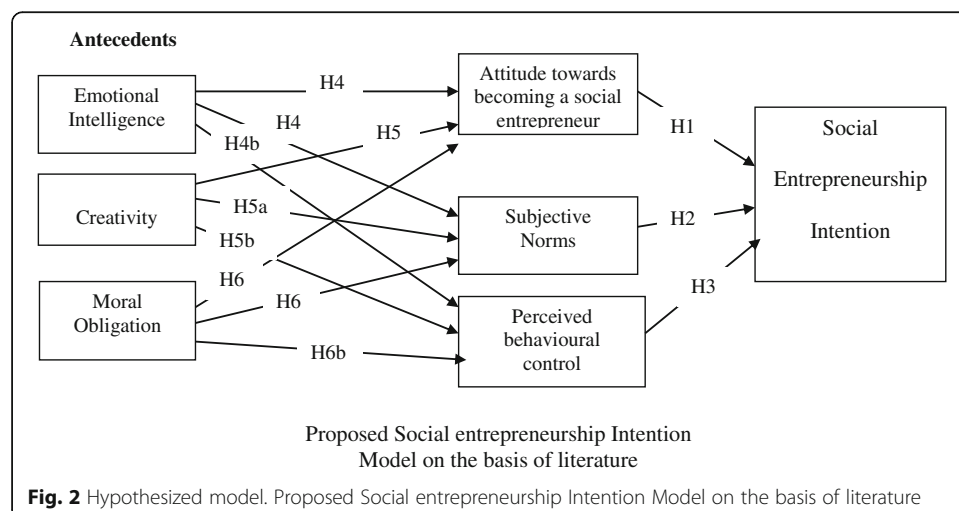 Antecedents
Emotional
Intelligence
Creativity
Moral
Obligation
H4
H4
H4b
H5
H5a
H5b
H6
H6
H6b
Attitude towards
becoming a social
entrepreneur
Subjective
Norms
Perceived
behavioural
control
H1
H2
H3
Social
Entrepreneurship
Intention
Proposed Social entrepreneurship Intention
Model on the basis of literature
Fig. 2 Hypothesized model. Proposed Social entrepreneurship Intention Model on the basis of literature